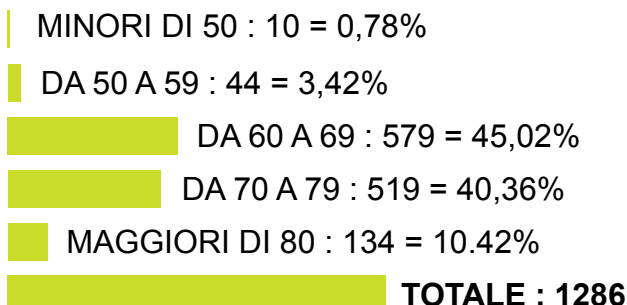 MINORI DI 50 : 10 = 0,78%
DA 50 A 59 : 44 = 3,42%
DA 60 A 69 : 579 = 45,02%
DA 70 A 79 : 519 = 40,36%
MAGGIORI DI 80 : 134 = 10.42%
TOTALE : 1286